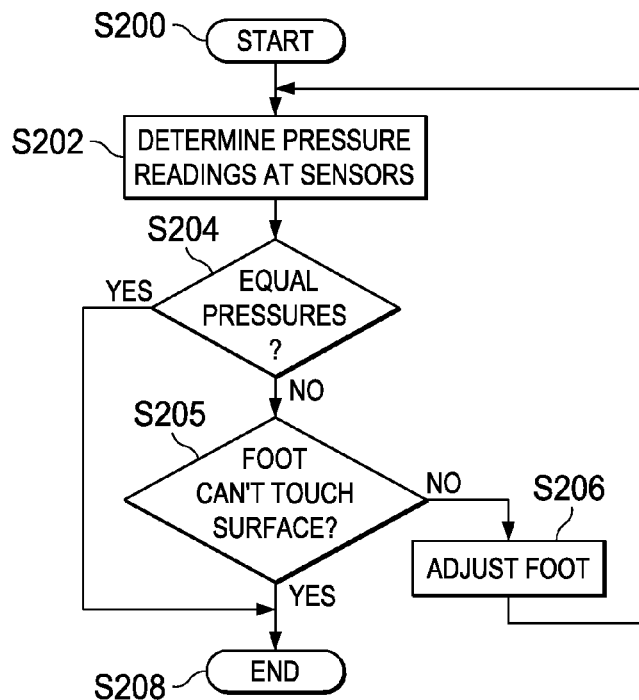 S200
START
S202
DETERMINE PRESSURE
READINGS AT SENSORS
S204
YES
EQUAL
PRESSURES
?
NO
S205
FOOT
CAN'T TOUCH
SURFACE?
NO
S206
ADJUST FOOT
YES
S208
END